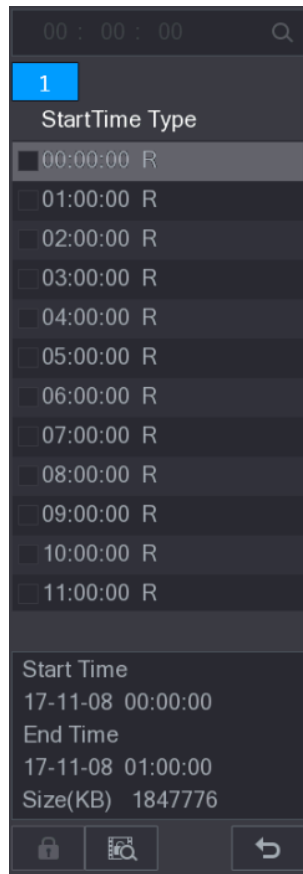 00 : 00 : 00
1
StartTime Type
00:00:00 R
01:00:00 R
02:00:00 R
03:00:00 R
04:00:00 R
05:00:00 R
06:00:00 R
07:00:00 R
08:00:00 R
09:00:00 R
10:00:00 R
11:00:00 R
Start Time
17-11-08 00:00:00
End Time
17-11-08 01:00:00
Size(KB) 1847776